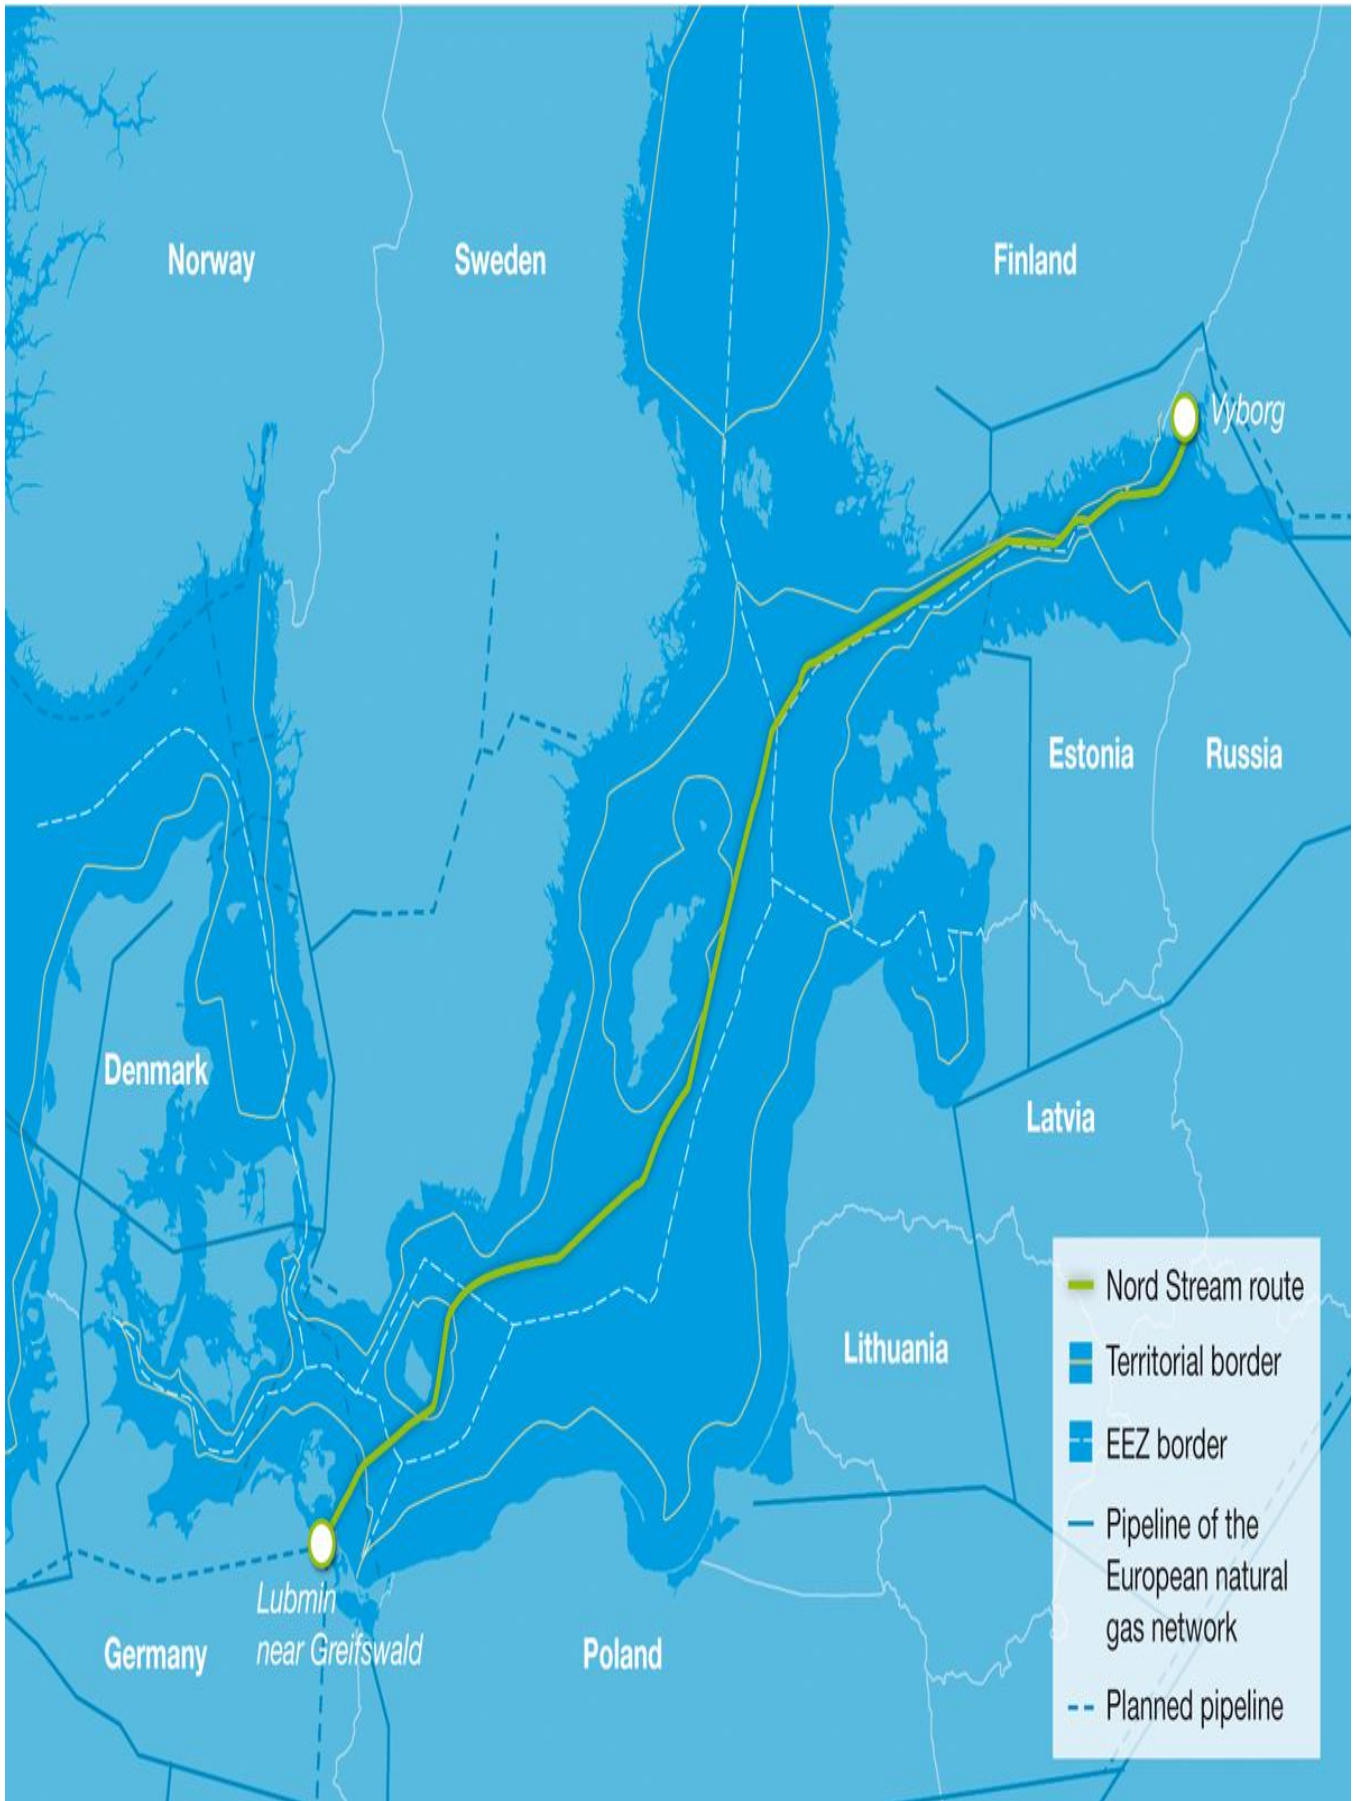 Norway
Sweden
Finland
Vyborg
Estonia
Russia
Denmark
Latvia
Nord Stream route
Territorial border
Lithuania
EEZ border
Pipeline of the
European natural
gas network
Lubmin
near Greifswald
Germany
Poland
Planned pipeline